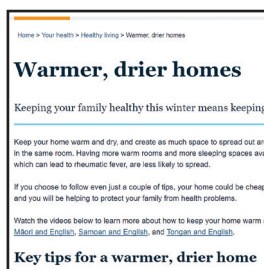 Home > Your health > Healthy living > Warmer, drier homes
Warmer, drier homes
Keeping your family healthy this winter means keeping
Keep your home warm and dry, and create as much space to spread out
in the same room. Having more warm rooms and more sleeping spaces
which can lead to rheumatic fever, are less likely to spread.
If you choose to follow even just a couple of tips, your home could be
and you will be helping to protect your family from health problems.
Watch the videos below to learn more about how to keep your home warm
Māori and English, Samoan and English, and Tongan and English.
Key tips for a warmer, drier home